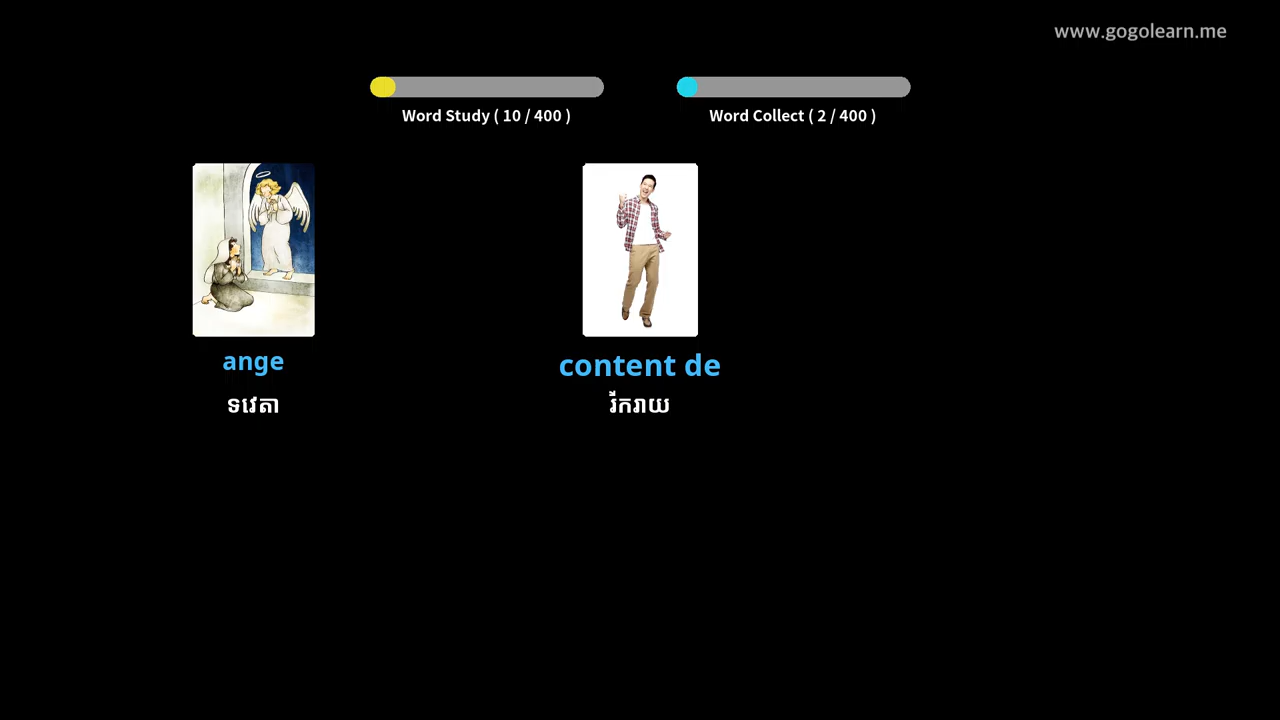 www.gogolearn.me
Word Study ( 10 / 400 )
Word Collect ( 2 / 400 )
ange
ទវេតា
content de
រីករាយ